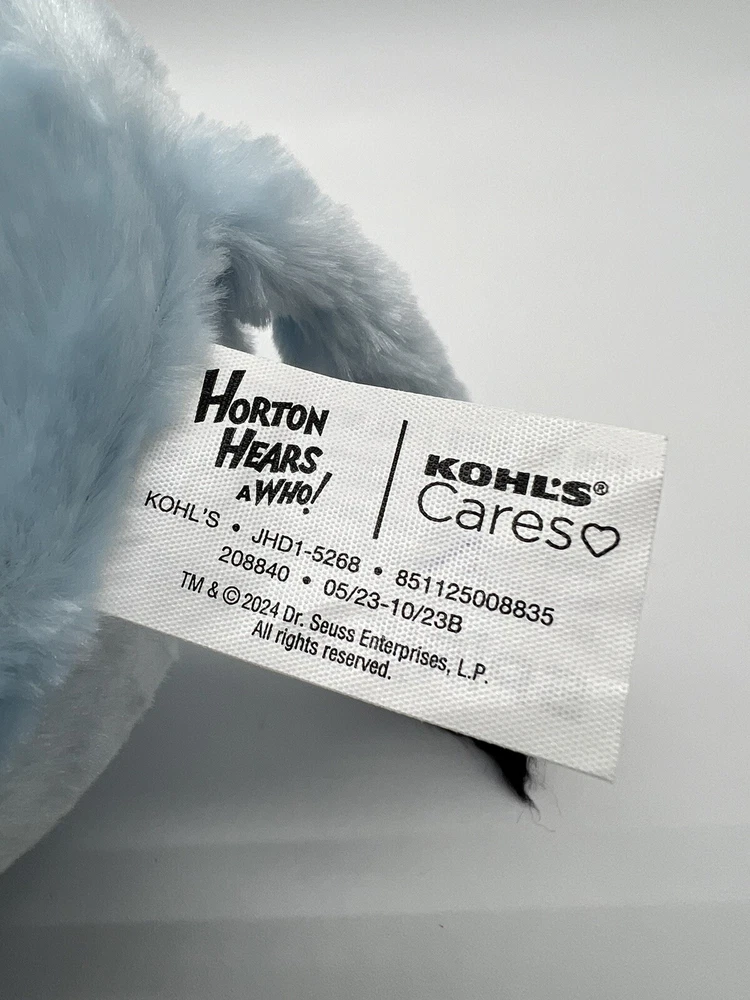 HORTON
HEARS
A WHO!
KOHL'S®
Cares
KOHL'S • JHD1-5268 • 851125008835
208840 • 05/23-10/23B
TM & © 2024 Dr. Seuss Enterprises, L.P.
All rights reserved.